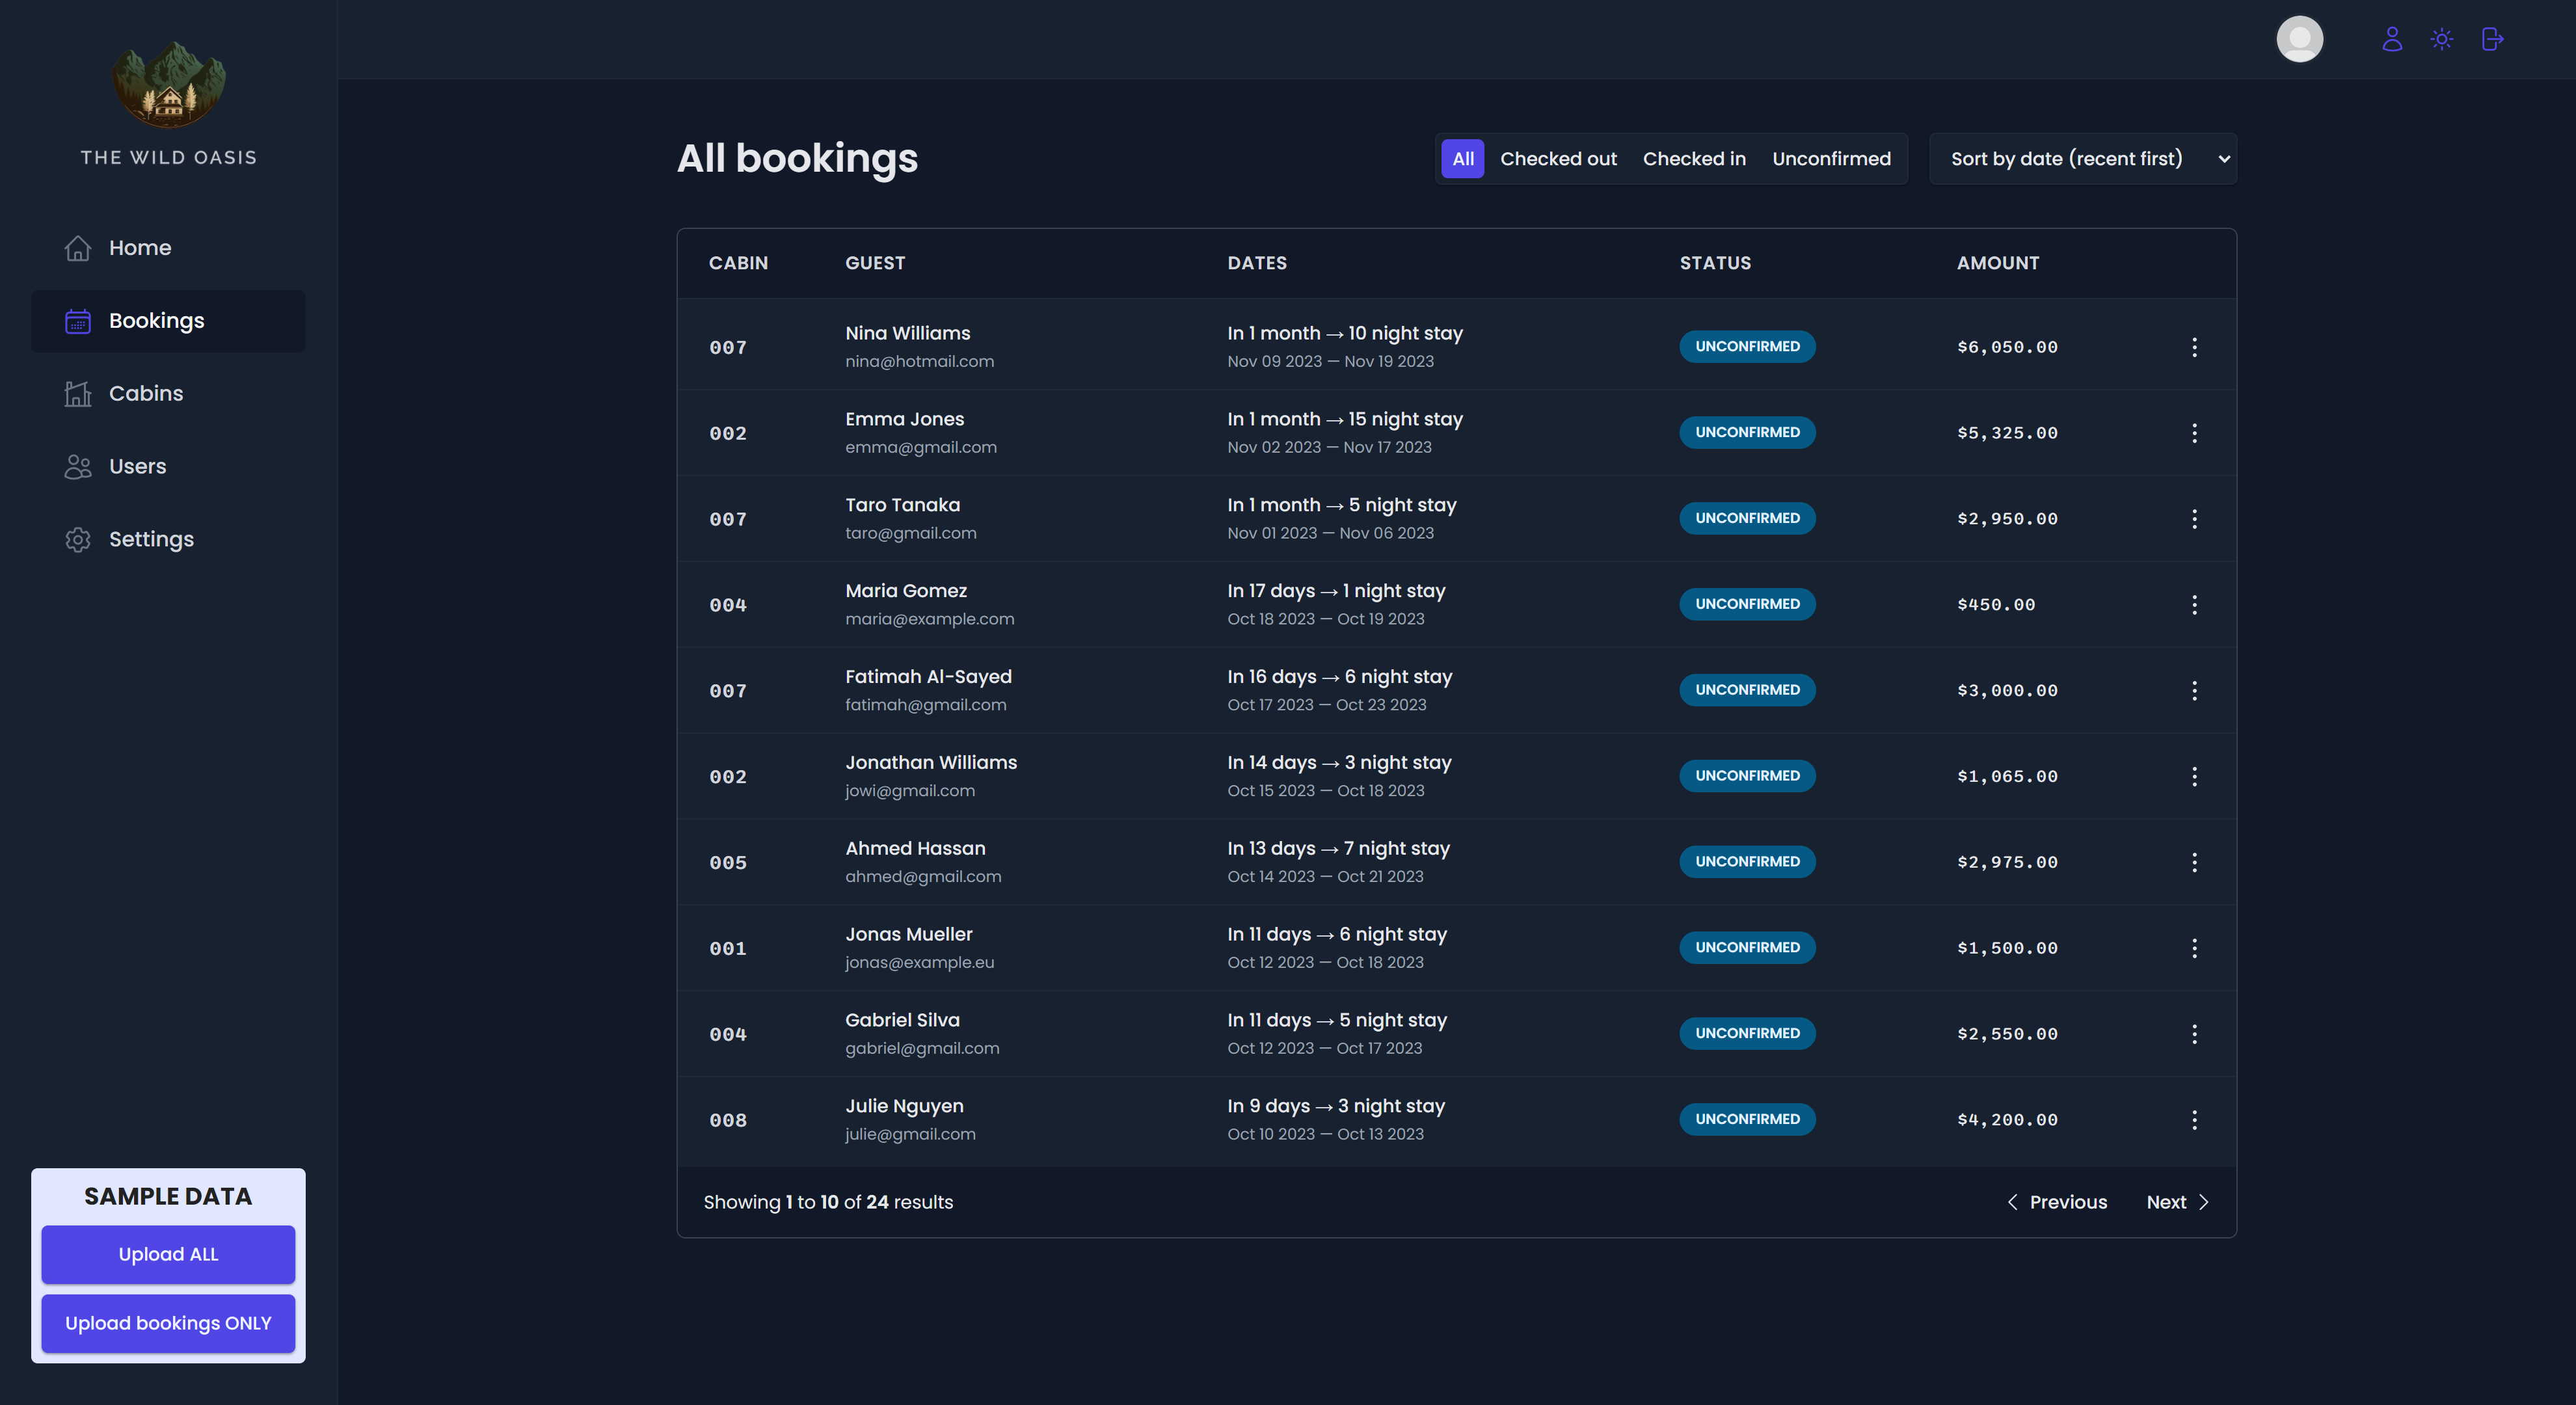 THE WILD OASIS
Home
Bookings
Cabins
Users
Settings
SAMPLE DATA
Upload ALL
Upload bookings ONLY
All bookings
All Checked out Checked in Unconfirmed
Sort by date (recent first)
CABIN GUEST DATES STATUS AMOUNT
007 Nina Williams In 1 month → 10 night stay UNCONFIRMED $6,050.00
nina@hotmail.com Nov 09 2023 — Nov 19 2023
002 Emma Jones In 1 month → 15 night stay UNCONFIRMED $5,325.00
emma@gmail.com Nov 02 2023 — Nov 17 2023
007 Taro Tanaka In 1 month → 5 night stay UNCONFIRMED $2,950.00
taro@gmail.com Nov 01 2023 — Nov 06 2023
004 Maria Gomez In 17 days → 1 night stay UNCONFIRMED $450.00
maria@example.com Oct 18 2023 — Oct 19 2023
007 Fatimah Al-Sayed In 16 days → 6 night stay UNCONFIRMED $3,000.00
fatimah@gmail.com Oct 17 2023 — Oct 23 2023
002 Jonathan Williams In 14 days → 3 night stay UNCONFIRMED $1,065.00
jowi@gmail.com Oct 15 2023 — Oct 18 2023
005 Ahmed Hassan In 13 days → 7 night stay UNCONFIRMED $2,975.00
ahmed@gmail.com Oct 14 2023 — Oct 21 2023
001 Jonas Mueller In 11 days → 6 night stay UNCONFIRMED $1,500.00
jonas@example.eu Oct 12 2023 — Oct 18 2023
004 Gabriel Silva In 11 days → 5 night stay UNCONFIRMED $2,550.00
gabriel@gmail.com Oct 12 2023 — Oct 17 2023
008 Julie Nguyen In 9 days → 3 night stay UNCONFIRMED $4,200.00
julie@gmail.com Oct 10 2023 — Oct 13 2023
Showing 1 to 10 of 24 results
Previous Next